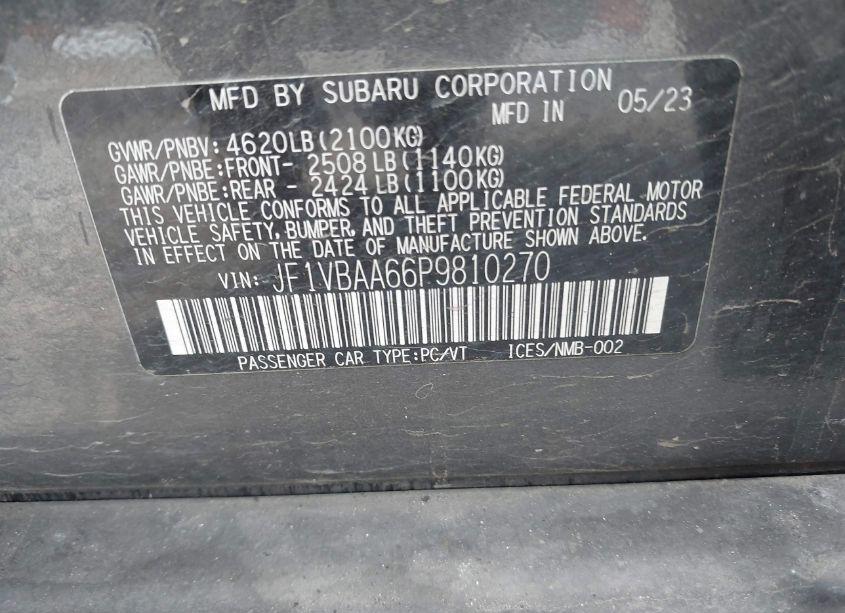 MFD BY SUBARU CORPORATION
MFD IN 05/23
GVWR/PNBV: 4620LB(2100KG)
GAWR/PNBE:FRONT- 2508 LB(1140KG)
GAWR/PNBE:REAR - 2424 LB(1100KG)
THIS VEHICLE CONFORMS TO ALL APPLICABLE FEDERAL MOTOR
VEHICLE SAFETY, BUMPER, AND THEFT PREVENTION STANDARDS
IN EFFECT ON THE DATE OF MANUFACTURE SHOWN ABOVE.
VIN: JF1VBAA66P9810270
PASSENGER CAR TYPE:PC/VT ICES/NMB-002